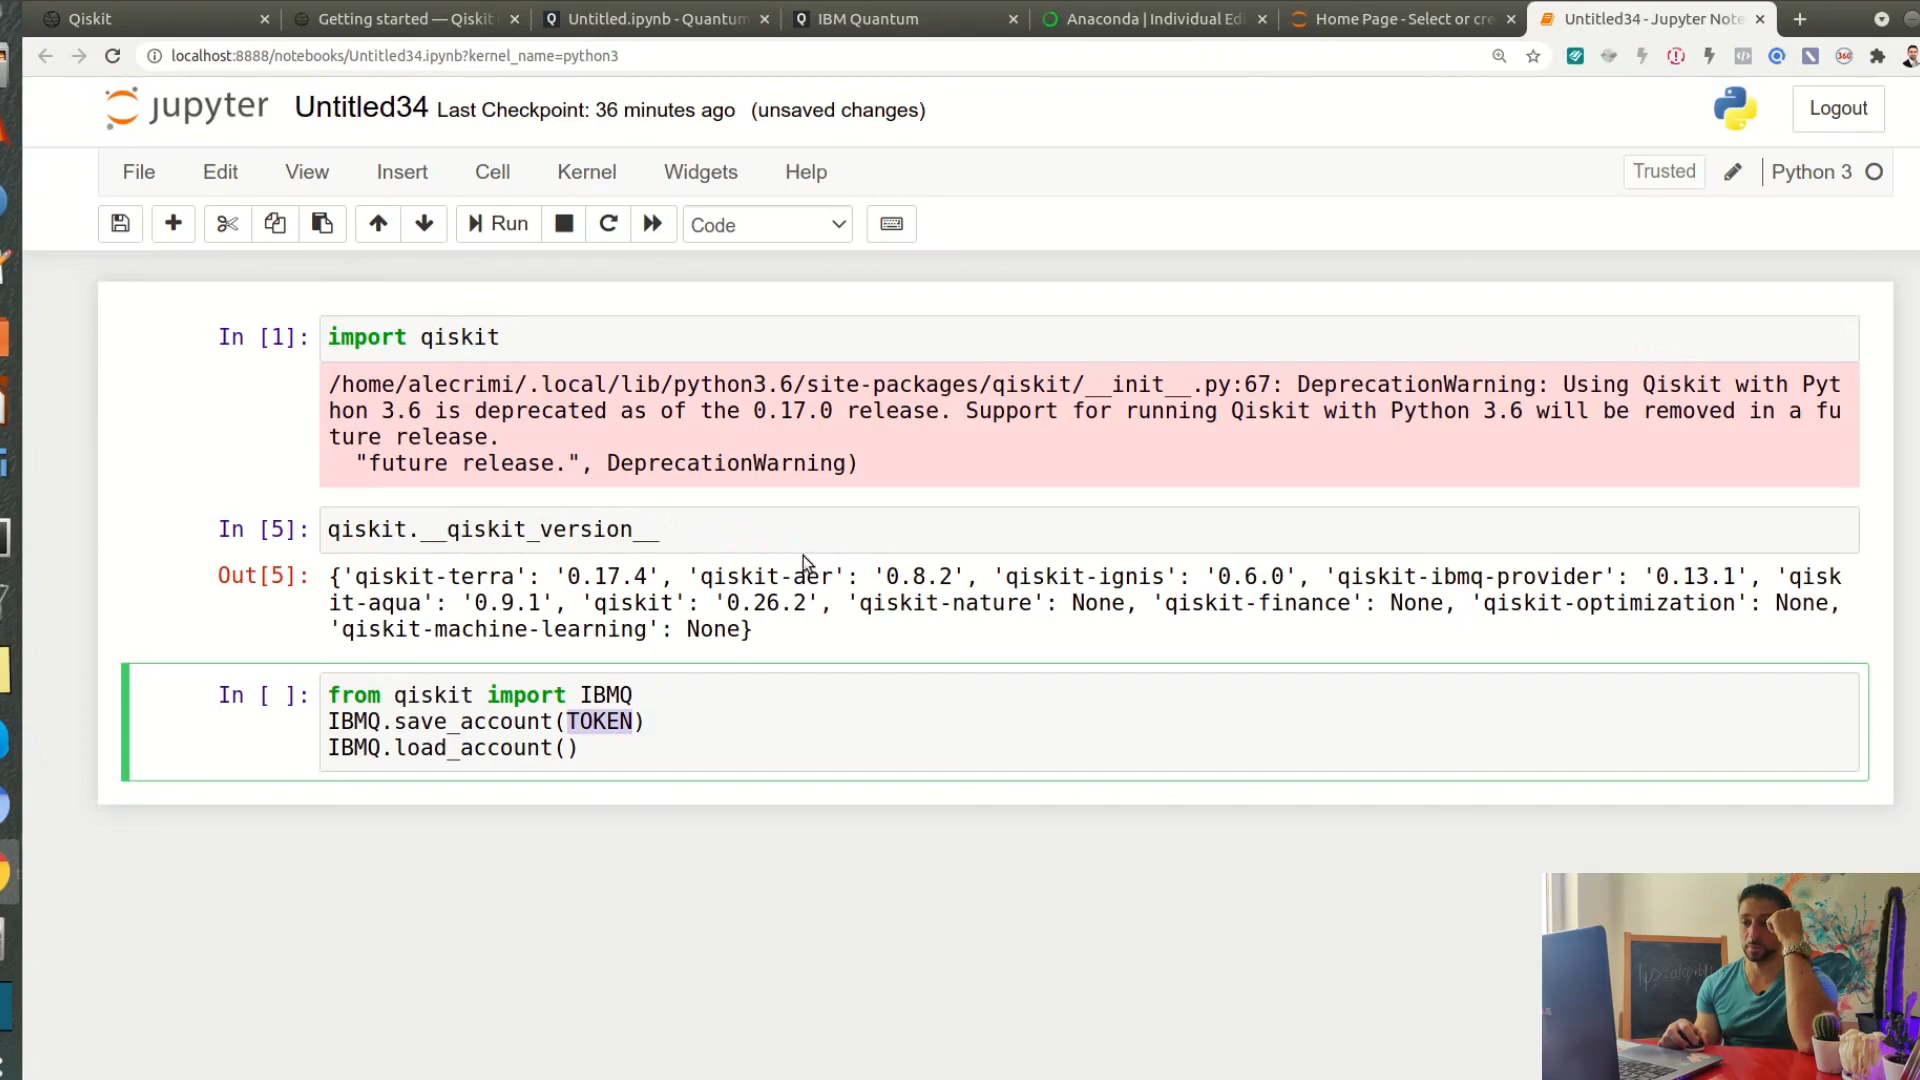 Qiskit
Getting started — Qiskit
Untitled.ipynb - Quantum
IBM Quantum
Anaconda | Individual Edi
Home Page - Select or cre
Untitled34 - Jupyter Note
localhost:8888/notebooks/Untitled34.ipynb?kernel_name=python3
jupyter Untitled34 Last Checkpoint: 36 minutes ago (unsaved changes)
Logout
File Edit View Insert Cell Kernel Widgets Help
Trusted
Python 3
Run
Code
In [1]: import qiskit
/home/alecrimi/.local/lib/python3.6/site-packages/qiskit/__init__.py:67: DeprecationWarning: Using Qiskit with Pyt
hon 3.6 is deprecated as of the 0.17.0 release. Support for running Qiskit with Python 3.6 will be removed in a fu
ture release.
"future release.", DeprecationWarning)
In [5]: qiskit.__qiskit_version__
Out[5]: {'qiskit-terra': '0.17.4', 'qiskit-aer': '0.8.2', 'qiskit-ignis': '0.6.0', 'qiskit-ibmq-provider': '0.13.1', 'qisk
it-aqua': '0.9.1', 'qiskit': '0.26.2', 'qiskit-nature': None, 'qiskit-finance': None, 'qiskit-optimization': None,
'qiskit-machine-learning': None}
In [ ]: from qiskit import IBMQ
IBMQ.save_account(TOKEN)
IBMQ.load_account()